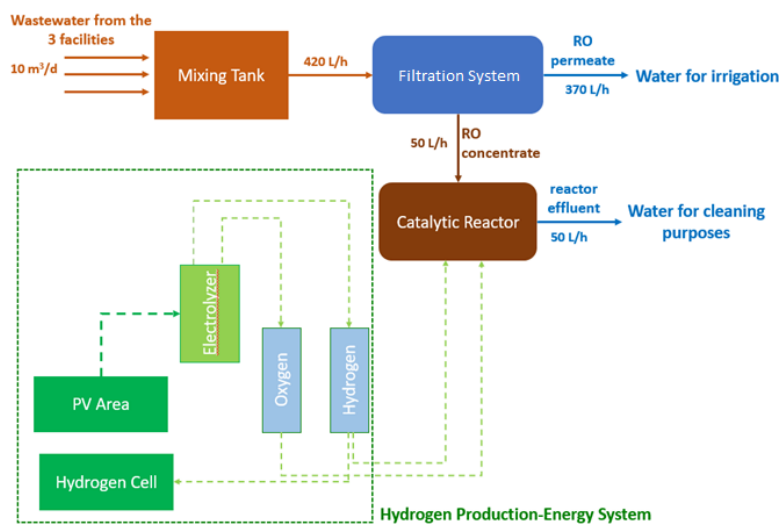 Wastewater from the
3 facilities
10 m³/d
Mixing Tank
420 L/h
Filtration System
RO
permeate
370 L/h
Water for irrigation
50 L/h
RO
concentrate
Catalytic Reactor
reactor
effluent
50 L/h
Water for cleaning
purposes
Electrolyzer
Oxygen
Hydrogen
PV Area
Hydrogen Cell
Hydrogen Production-Energy System